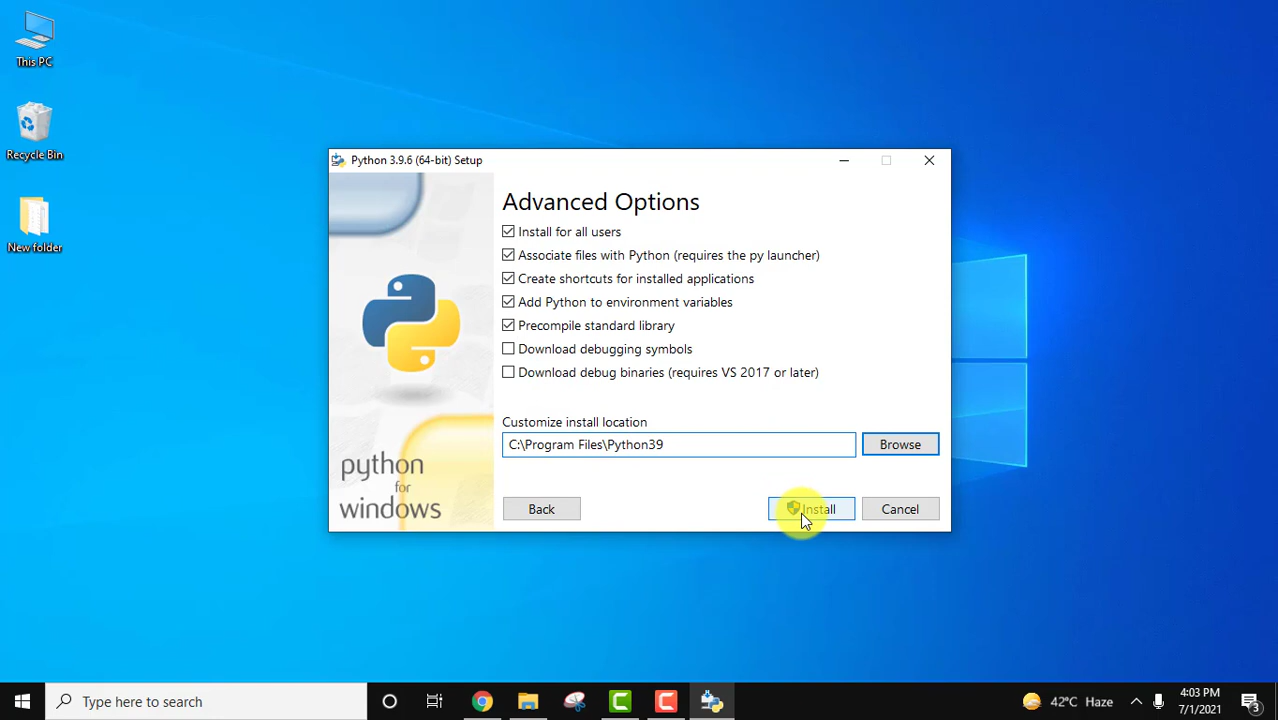 This PC
Recycle Bin
New folder
Python 3.9.6 (64-bit) Setup
Advanced Options
Install for all users
Associate files with Python (requires the py launcher)
Create shortcuts for installed applications
Add Python to environment variables
Precompile standard library
Download debugging symbols
Download debug binaries (requires VS 2017 or later)
Customize install location
C:\Program Files\Python39
Browse
python
for
windows
Back
Install
Cancel
Type here to search
42°C Haze
4:03 PM
7/1/2021
3